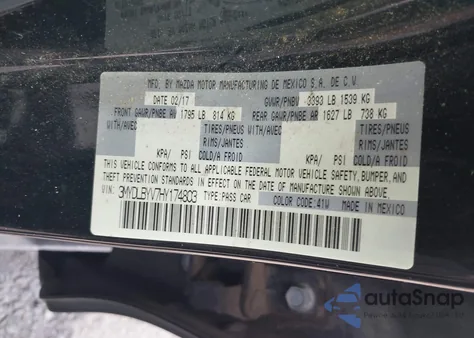 MFD. BY MAZDA MOTOR MANUFACTURING DE MEXICO S.A. DE C.V.
DATE 02/17 GVWR/PNBV 3393 LB 1539 KG
FRONT GAWR/PNBE AV 1795 LB 814 KG REAR GAWR/PNBE AR 1627 LB 738 KG
WITH/AVEC TIRES/PNEUS WITH/AVEC TIRES/PNEUS
RIMS/JANTES RIMS/JANTES
KPA/ PSI COLD/A FROID KPA/ PSI COLD/A FROID
THIS VEHICLE CONFORMS TO ALL APPLICABLE FEDERAL MOTOR VEHICLE SAFETY, BUMPER, AND
THEFT PREVENTION STANDARDS IN EFFECT ON THE DATE OF MANUFACTURE SHOWN ABOVE.
VIN: 3MYDLBYV7HY174803 TYPE:PASS CAR COLOR CODE:41W MADE IN MEXICO
autoSnap